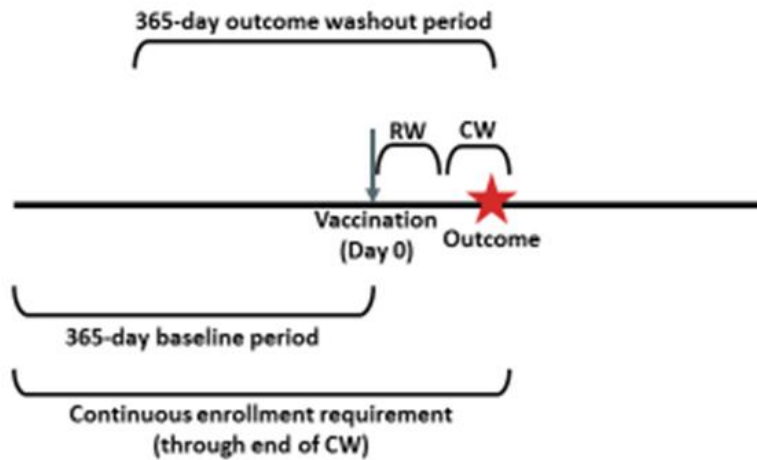 365-day outcome washout period
RW
CW
Vaccination
(Day 0)
Outcome
365-day baseline period
Continuous enrollment requirement
(through end of CW)